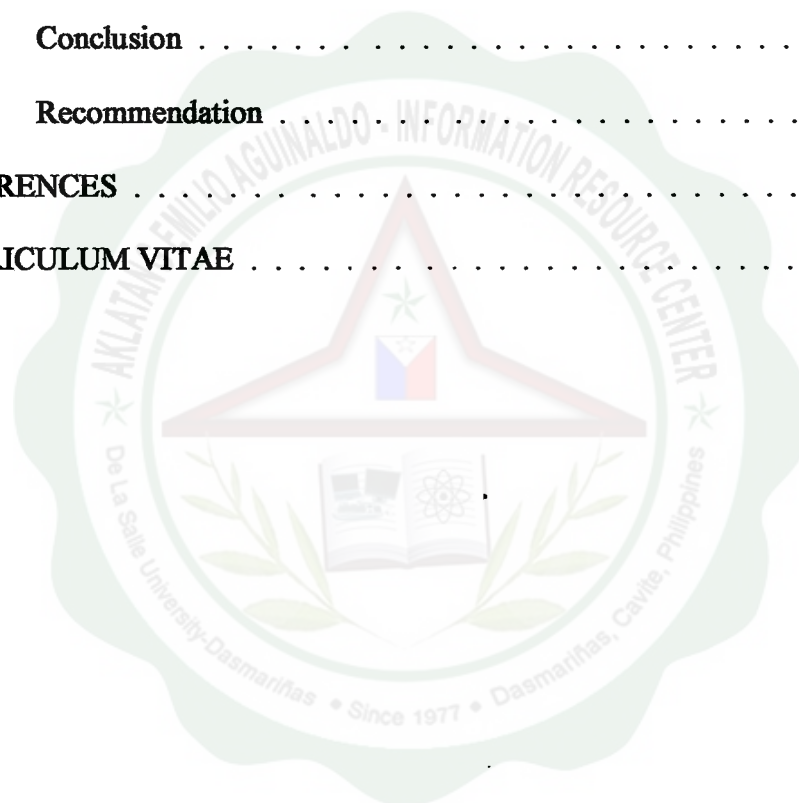 Conclusion . . . . . . . . . . . . . . . . . . . . . . . . . . .
Recommendation . . . . . . . . . . . . . . . . . . . . . . .
RENCES . . . . . . . . . . . . . . . . . . . . . . . . . . . . .
RICULUM VITAE . . . . . . . . . . . . . . . . . . . . . . . .
AKLATANG EMILIO AGUINALDO - INFORMATION RESOURCE CENTER
De La Salle University-Dasmariñas • Since 1977 • Dasmariñas, Cavite, Philippines